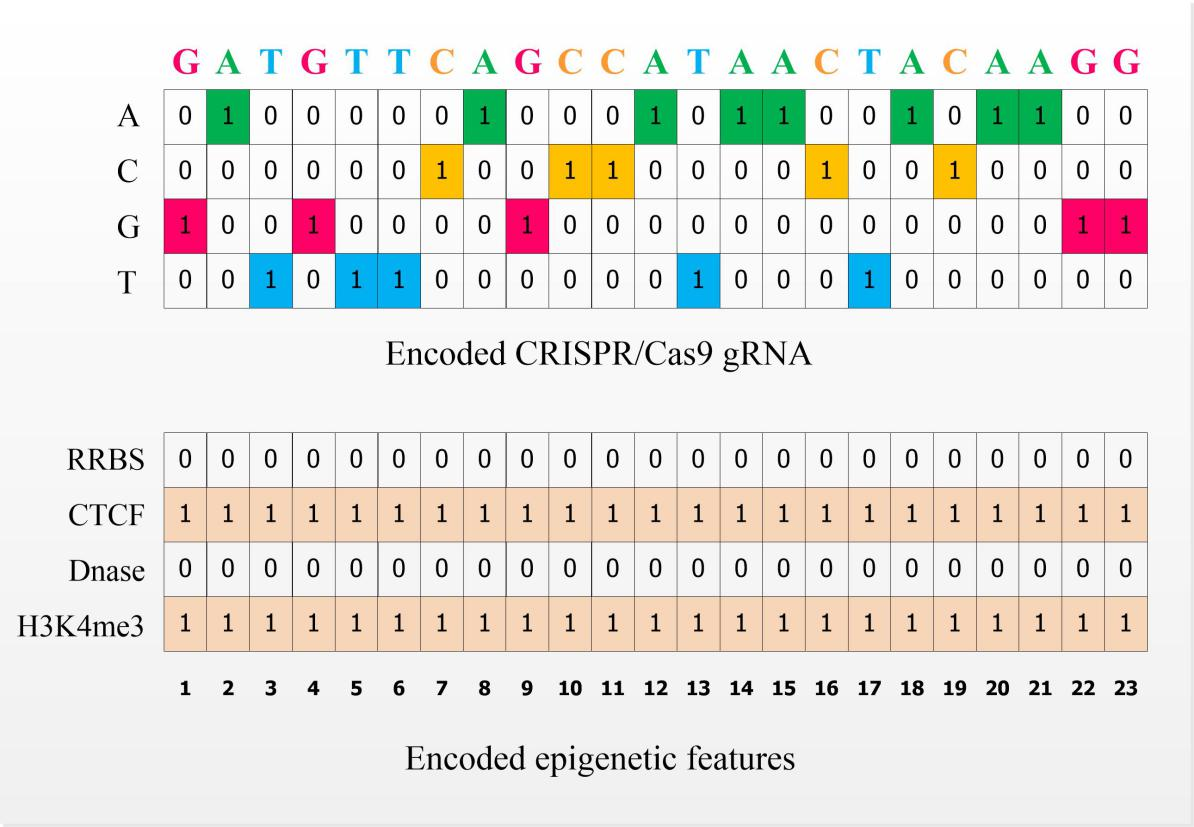 G A T G T T C A G C C A T A A C T A C A A G G
A 0 1 0 0 0 0 0 1 0 0 0 1 0 1 1 0 0 1 0 1 1 0 0
C 0 0 0 0 0 0 1 0 0 1 1 0 0 0 0 1 0 0 1 0 0 0 0
G 1 0 0 1 0 0 0 0 1 0 0 0 0 0 0 0 0 0 0 0 0 1 1
T 0 0 1 0 1 1 0 0 0 0 0 0 1 0 0 0 1 0 0 0 0 0 0
Encoded CRISPR/Cas9 gRNA
RRBS 0 0 0 0 0 0 0 0 0 0 0 0 0 0 0 0 0 0 0 0 0 0 0
CTCF 1 1 1 1 1 1 1 1 1 1 1 1 1 1 1 1 1 1 1 1 1 1 1
Dnase 0 0 0 0 0 0 0 0 0 0 0 0 0 0 0 0 0 0 0 0 0 0 0
H3K4me3 1 1 1 1 1 1 1 1 1 1 1 1 1 1 1 1 1 1 1 1 1 1 1
1 2 3 4 5 6 7 8 9 10 11 12 13 14 15 16 17 18 19 20 21 22 23
Encoded epigenetic features